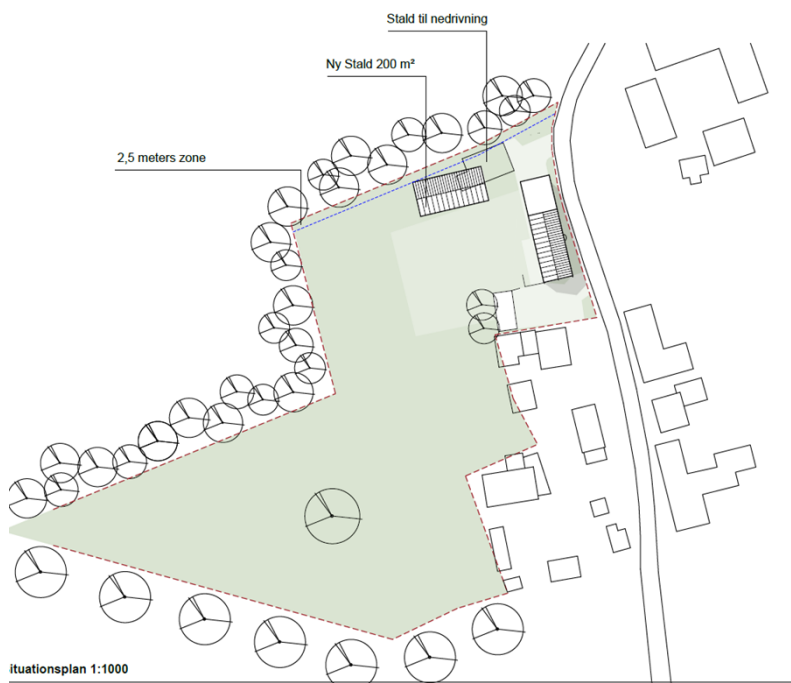 Stald til nedrivning
Ny Stald 200 m²
2,5 meters zone
ituationsplan 1:1000